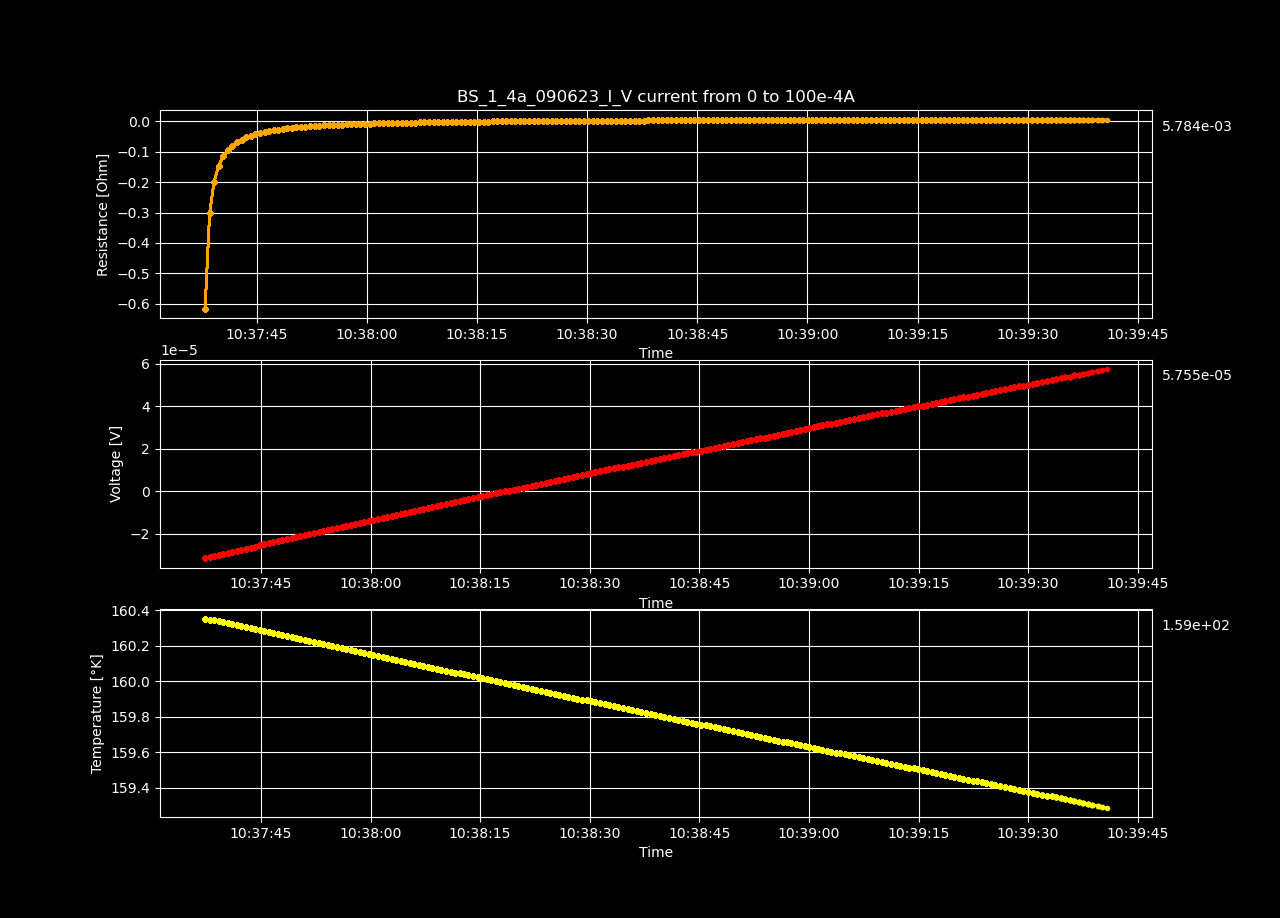 BS_1_4a_090623_I_V current from 0 to 100e-4A
0.0
−0.1
−0.2
−0.3
−0.4
−0.5
−0.6
Resistance [Ohm]
5.784e-03
10:37:45 10:38:00 10:38:15 10:38:30 10:38:45 10:39:00 10:39:15 10:39:30 10:39:45
Time
1e−5
6
4
2
0
−2
Voltage [V]
5.755e-05
10:37:45 10:38:00 10:38:15 10:38:30 10:38:45 10:39:00 10:39:15 10:39:30 10:39:45
Time
160.4
160.2
160.0
159.8
159.6
159.4
Temperature [°K]
1.59e+02
10:37:45 10:38:00 10:38:15 10:38:30 10:38:45 10:39:00 10:39:15 10:39:30 10:39:45
Time